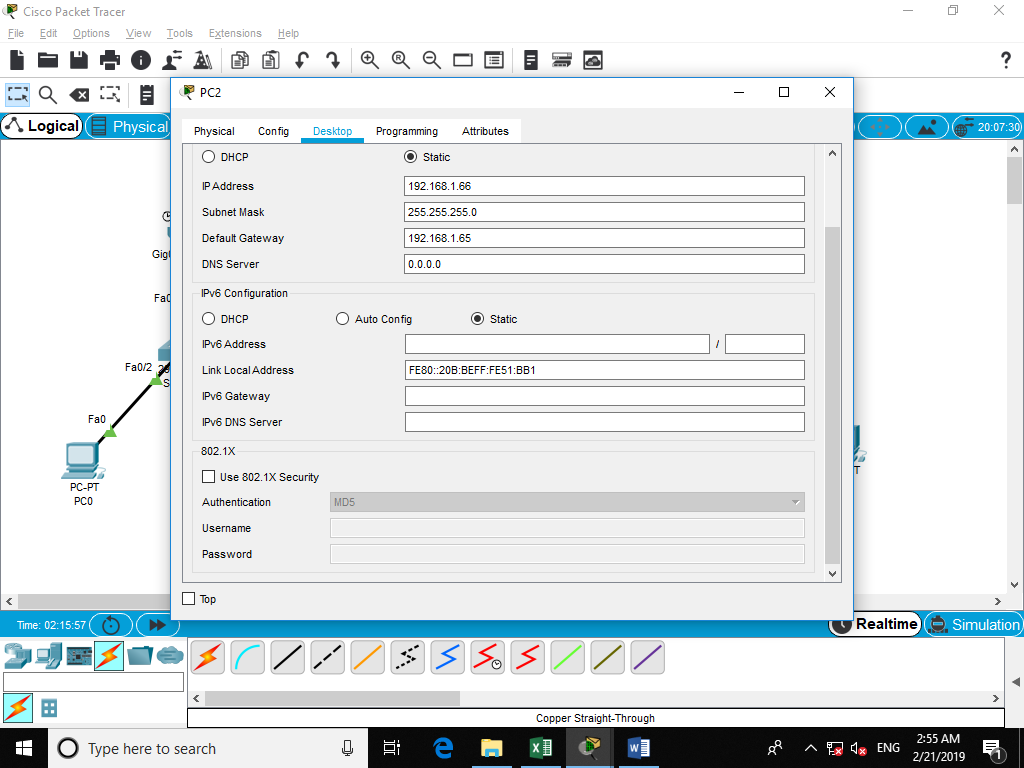 Cisco Packet Tracer
File Edit Options View Tools Extensions Help
PC2
Logical
Physical
20:07:30
Physical Config Desktop Programming Attributes
DHCP Static
IP Address 192.168.1.66
Subnet Mask 255.255.255.0
Default Gateway 192.168.1.65
DNS Server 0.0.0.0
IPv6 Configuration
DHCP Auto Config Static
IPv6 Address /
Link Local Address FE80::20B:BEFF:FE51:BB1
IPv6 Gateway
IPv6 DNS Server
802.1X
Use 802.1X Security
Authentication MD5
Username
Password
Top
Fa0/2
Fa0
PC-PT
PC0
Time: 02:15:57
Realtime
Simulation
Copper Straight-Through
Type here to search
ENG
2:55 AM
2/21/2019
1